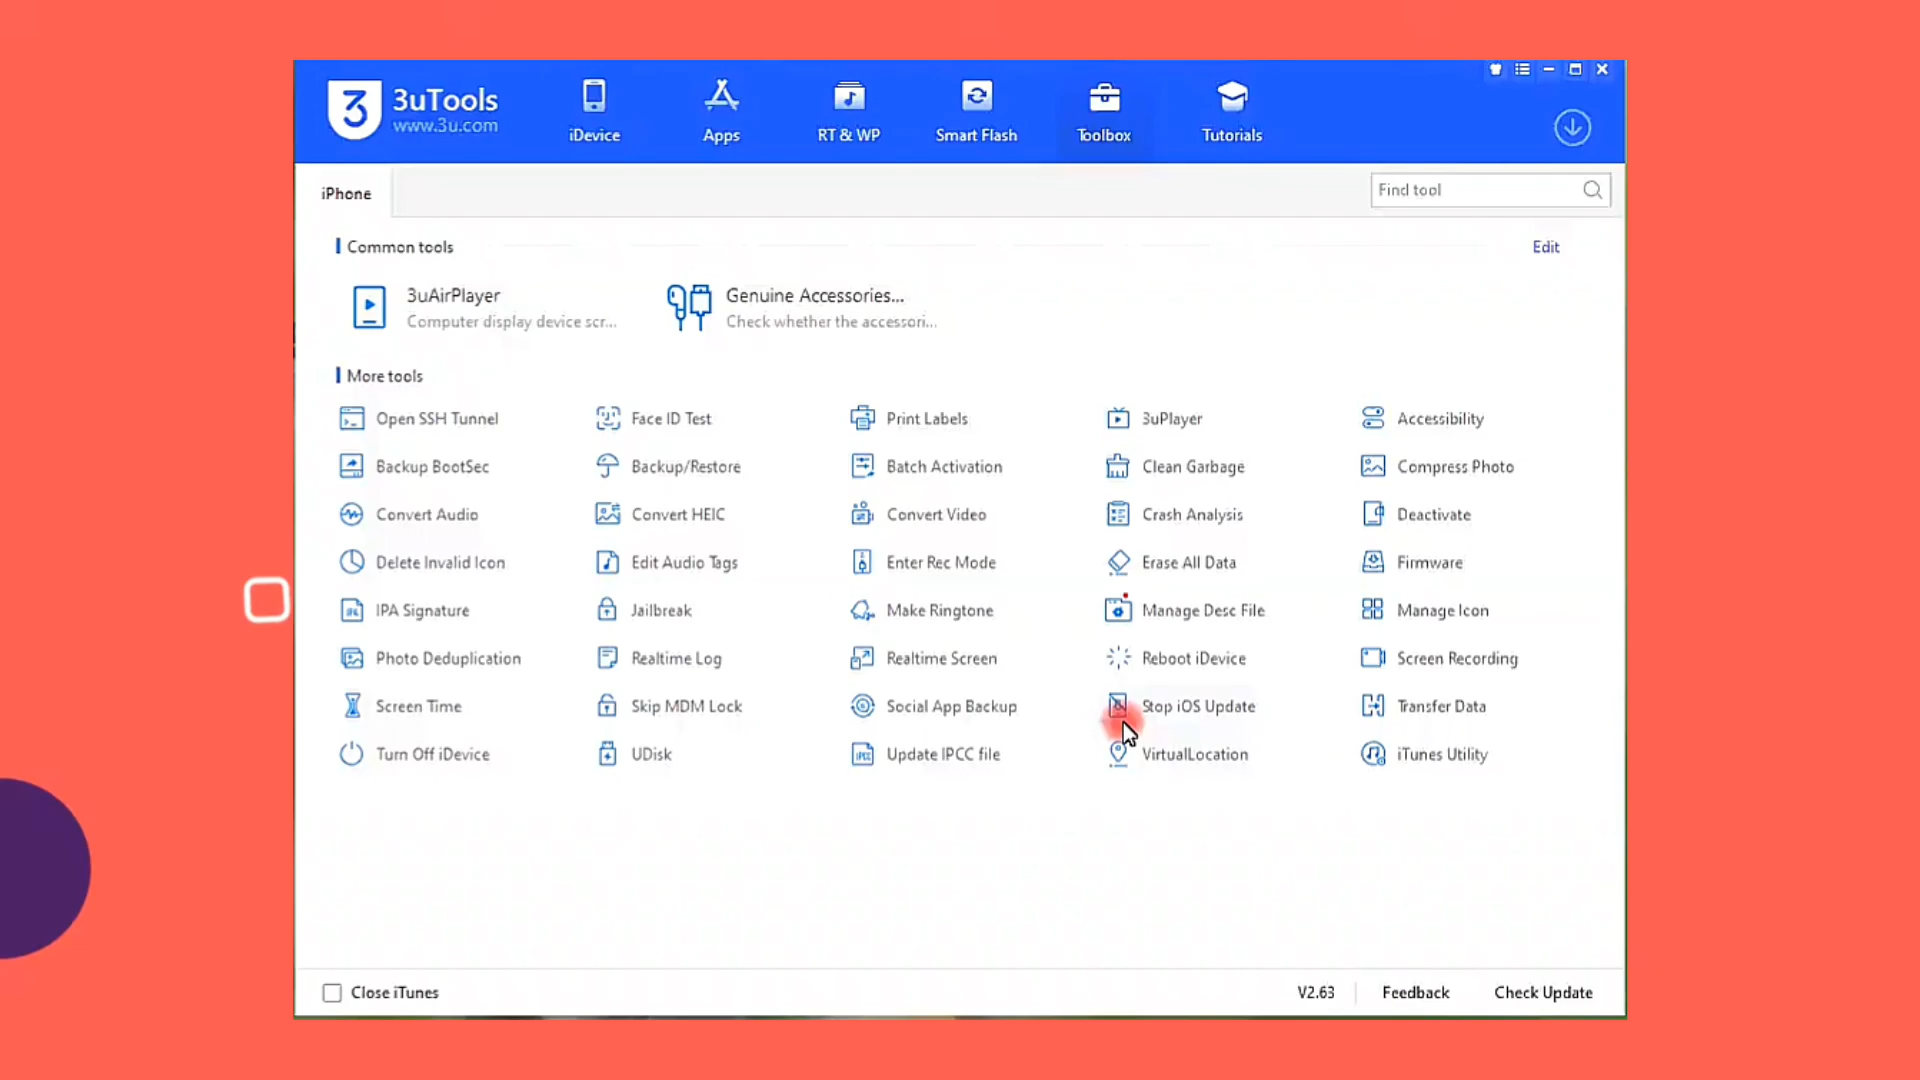 3uTools
www.3u.com
iDevice
Apps
RT & WP
Smart Flash
Toolbox
Tutorials
iPhone
Find tool
Common tools
Edit
3uAirPlayer
Computer display device scr...
Genuine Accessories...
Check whether the accessori...
More tools
Open SSH Tunnel
Face ID Test
Print Labels
3uPlayer
Accessibility
Backup BootSec
Backup/Restore
Batch Activation
Clean Garbage
Compress Photo
Convert Audio
Convert HEIC
Convert Video
Crash Analysis
Deactivate
Delete Invalid Icon
Edit Audio Tags
Enter Rec Mode
Erase All Data
Firmware
IPA Signature
Jailbreak
Make Ringtone
Manage Desc File
Manage Icon
Photo Deduplication
Realtime Log
Realtime Screen
Reboot iDevice
Screen Recording
Screen Time
Skip MDM Lock
Social App Backup
Stop iOS Update
Transfer Data
Turn Off iDevice
UDisk
Update IPCC file
VirtualLocation
iTunes Utility
Close iTunes
V2.63
Feedback
Check Update